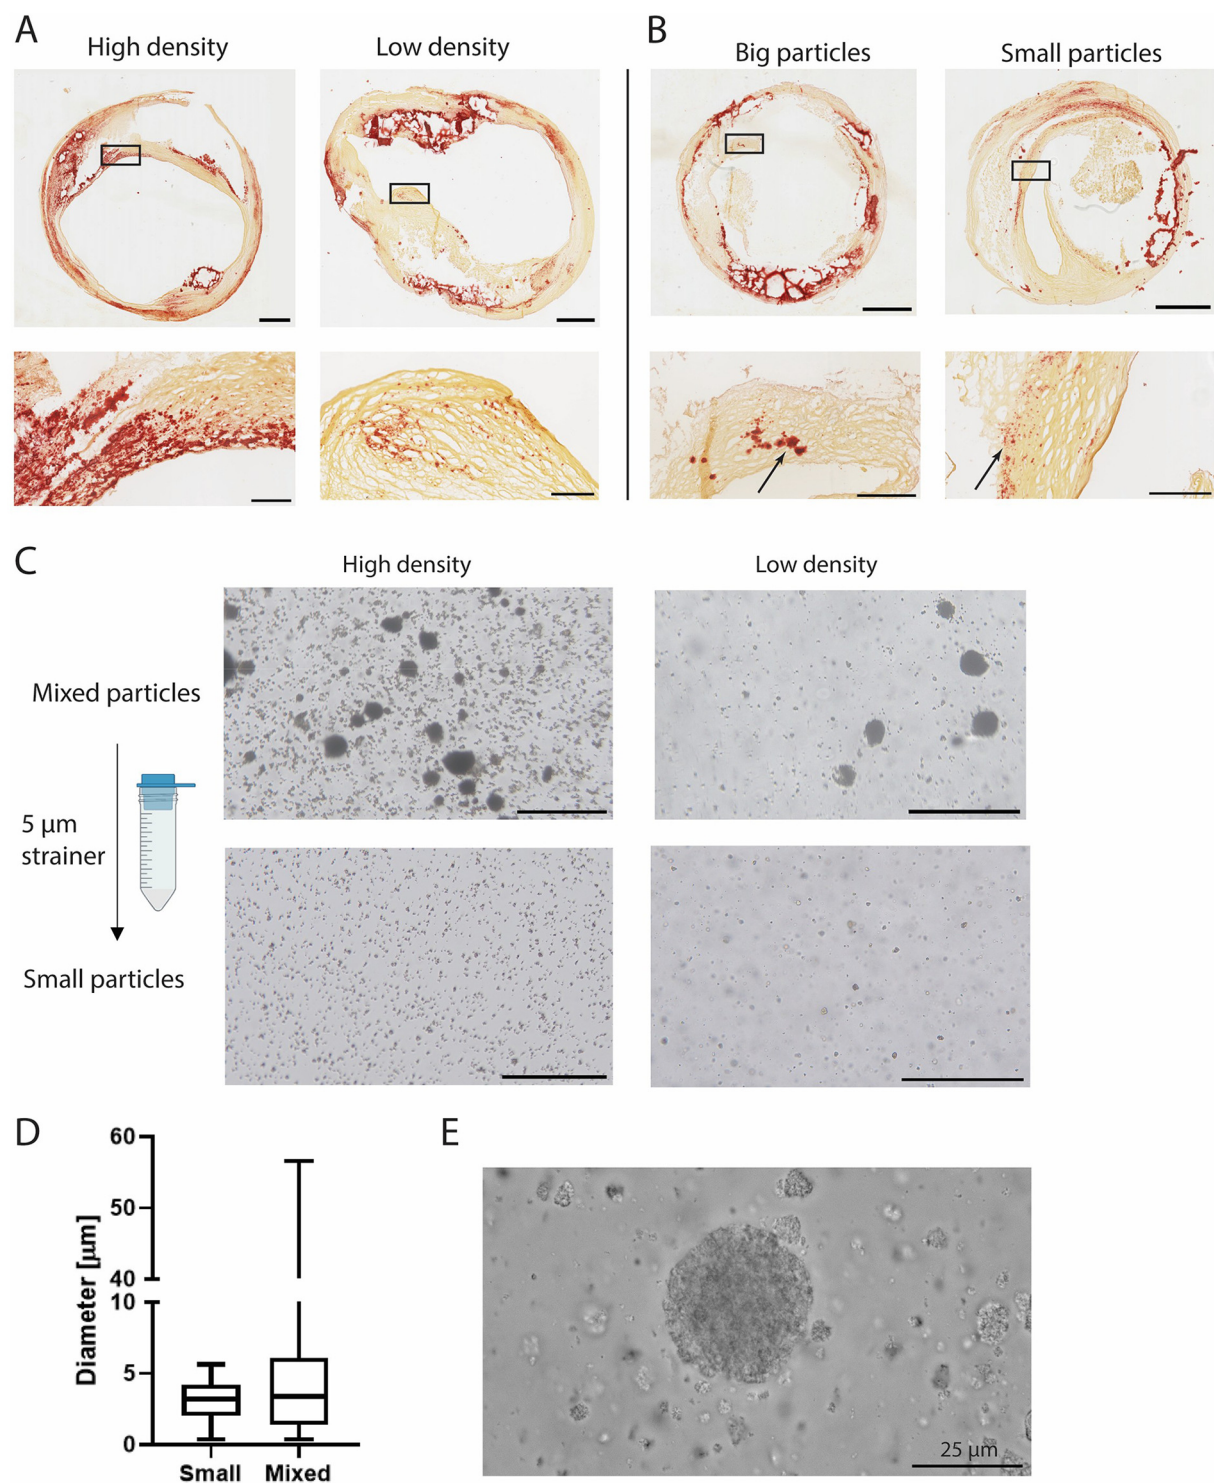 A
High density
Low density
B
Big particles
Small particles
C
High density
Low density
Mixed particles
5 µm
strainer
Small particles
D
60
50
40
10
5
0
Diameter [µm]
Small
Mixed
E
25 µm